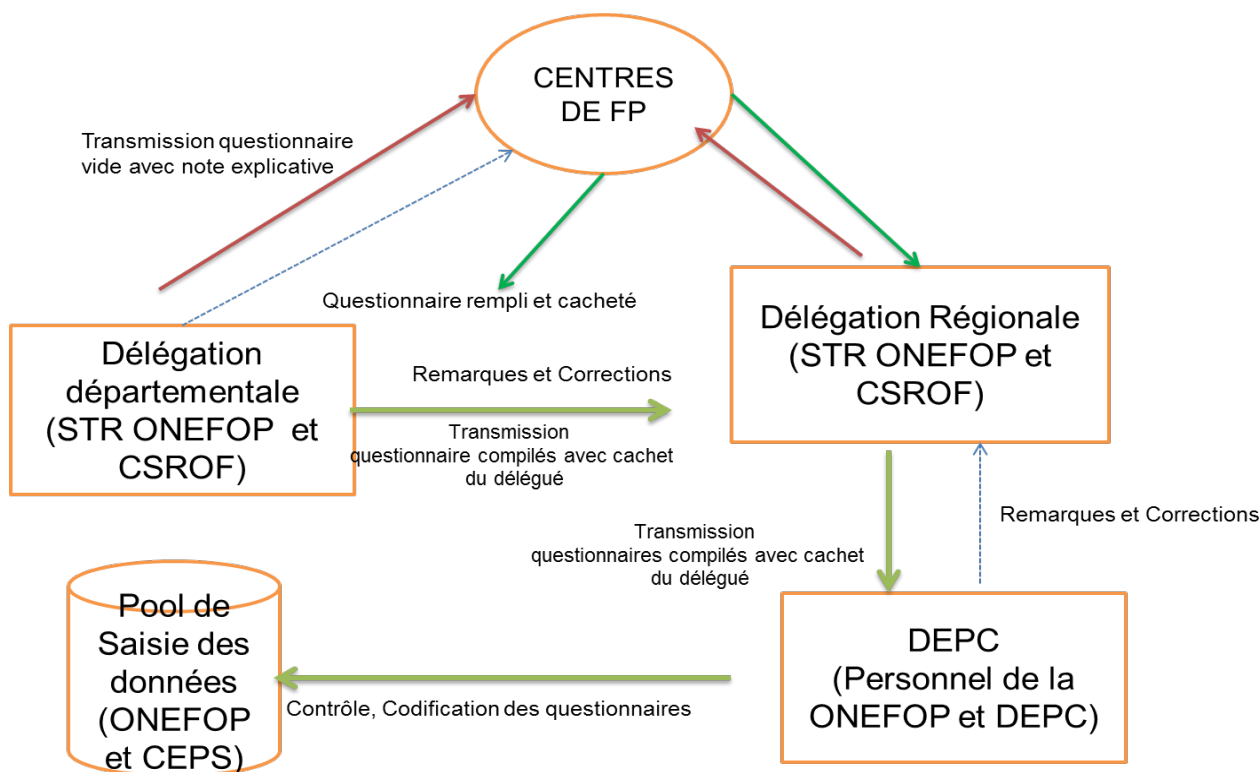 CENTRES
DE FP
Transmission questionnaire
vide avec note explicative
Questionnaire rempli et cacheté
Délégation
départementale
(STR ONEFOP et
CSROF)
Remarques et Corrections
Transmission
questionnaire compilés avec cachet
du délégué
Délégation Régionale
(STR ONEFOP et
CSROF)
Transmission
questionnaires compilés avec cachet
du délégué
Remarques et Corrections
Pool de
Saisie des
données
(ONEFOP
et CEPS)
Contrôle, Codification des questionnaires
DEPC
(Personnel de la
ONEFOP et DEPC)